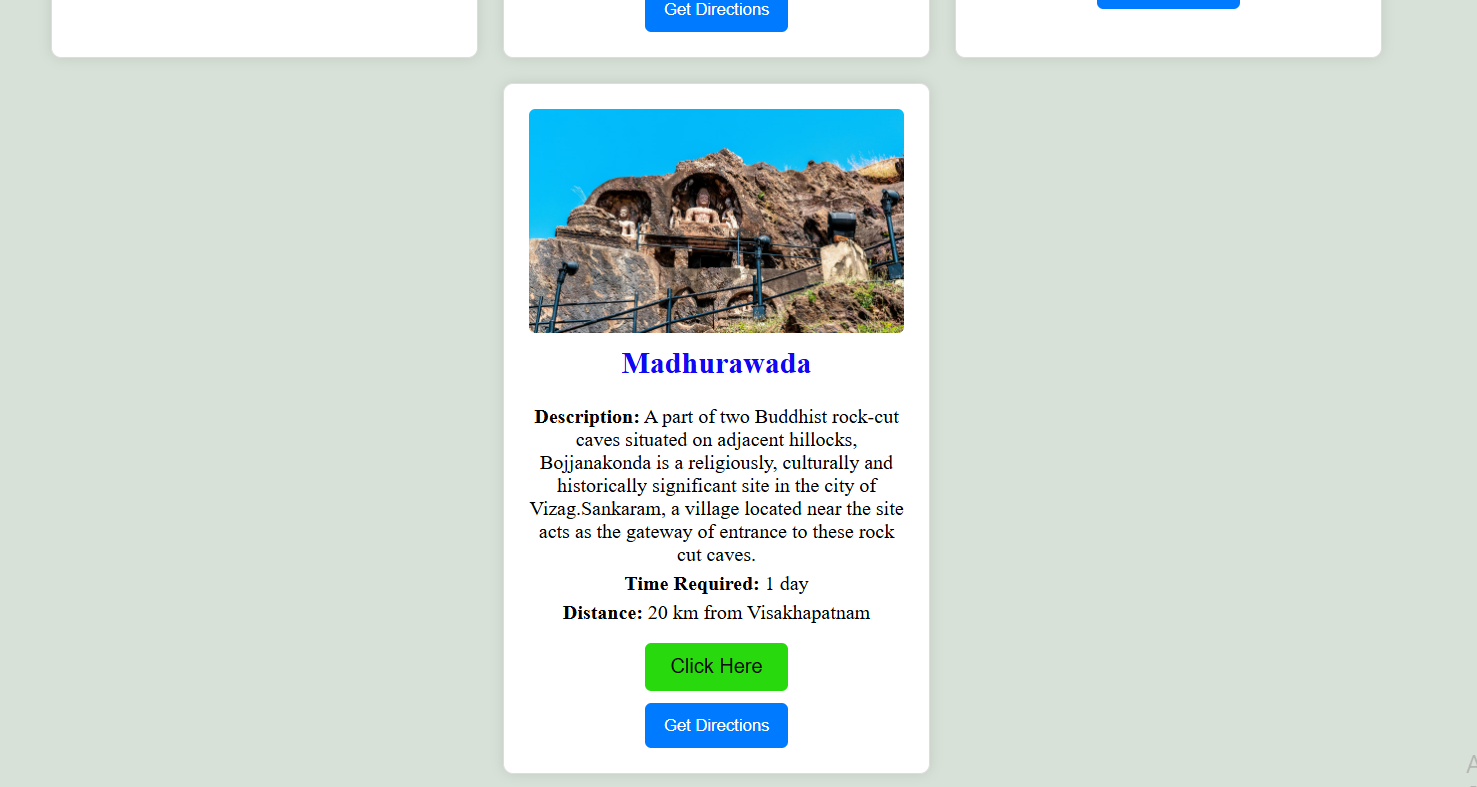 Get Directions
Madhurawada
Description: A part of two Buddhist rock-cut
caves situated on adjacent hillocks,
Bojjanakonda is a religiously, culturally and
historically significant site in the city of
Vizag.Sankaram, a village located near the site
acts as the gateway of entrance to these rock
cut caves.
Time Required: 1 day
Distance: 20 km from Visakhapatnam
Click Here
Get Directions
A